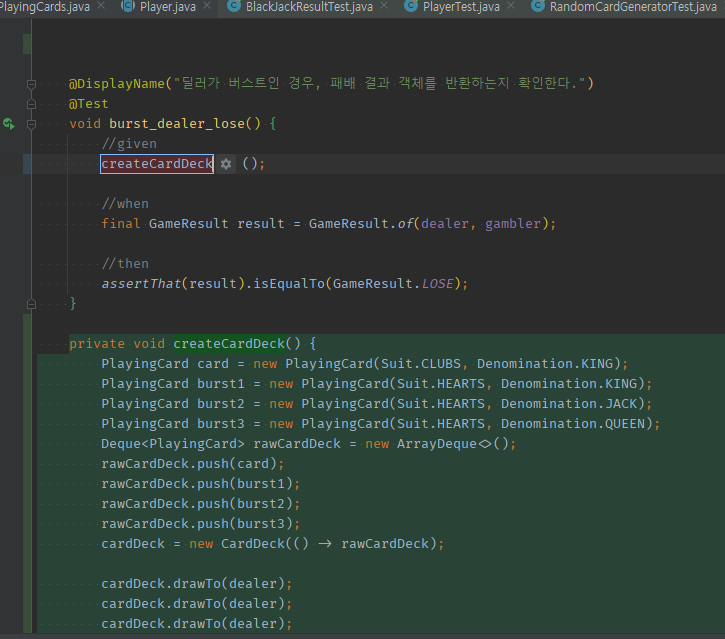 PlayingCards.java Player.java BlackJackResultTest.java PlayerTest.java RandomCardGeneratorTest.java
@DisplayName("딜러가 버스트인 경우, 패배 결과 객체를 반환하는지 확인한다.")
@Test
void burst_dealer_lose() {
//given
createCardDeck ();
//when
final GameResult result = GameResult.of(dealer, gambler);
//then
assertThat(result).isEqualTo(GameResult.LOSE);
}
private void createCardDeck() {
PlayingCard card = new PlayingCard(Suit.CLUBS, Denomination.KING);
PlayingCard burst1 = new PlayingCard(Suit.HEARTS, Denomination.KING);
PlayingCard burst2 = new PlayingCard(Suit.HEARTS, Denomination.JACK);
PlayingCard burst3 = new PlayingCard(Suit.HEARTS, Denomination.QUEEN);
Deque<PlayingCard> rawCardDeck = new ArrayDeque<>();
rawCardDeck.push(card);
rawCardDeck.push(burst1);
rawCardDeck.push(burst2);
rawCardDeck.push(burst3);
cardDeck = new CardDeck(() -> rawCardDeck);
cardDeck.drawTo(dealer);
cardDeck.drawTo(dealer);
cardDeck.drawTo(dealer);